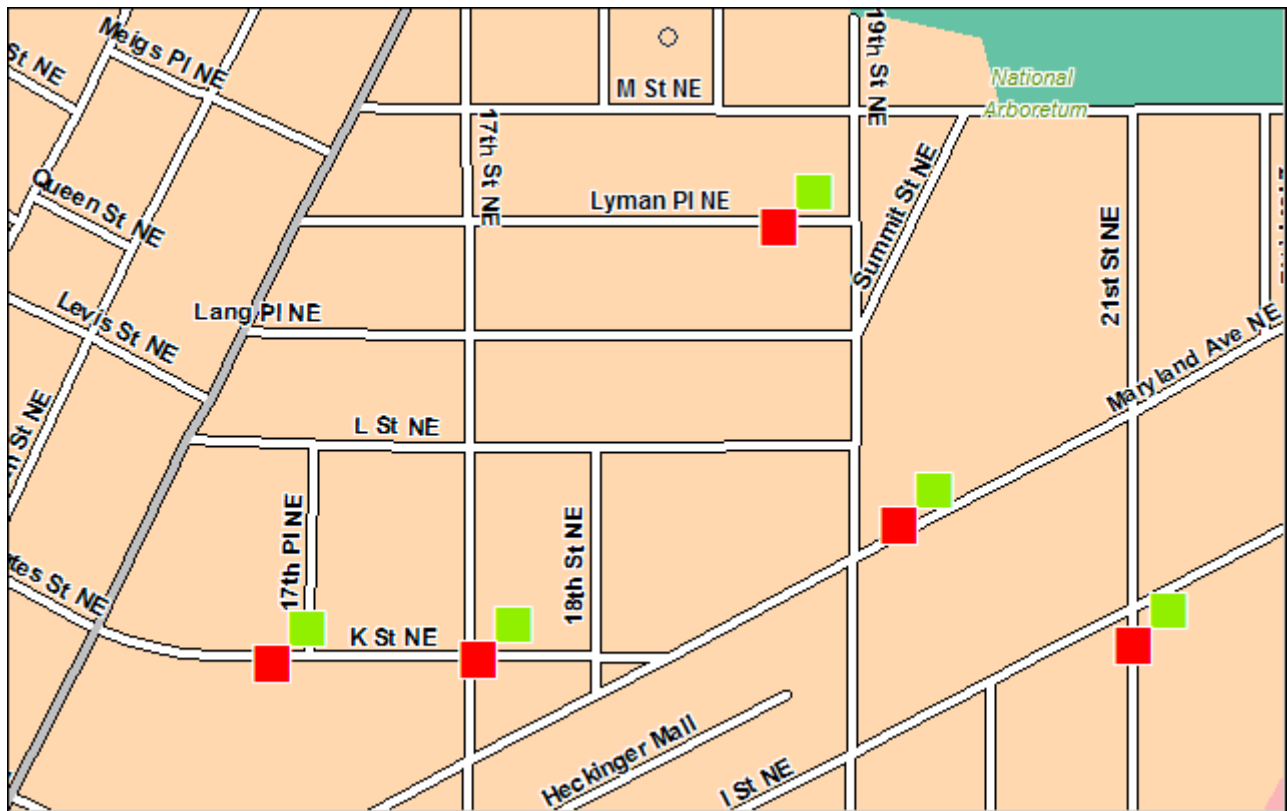 Meigs Pl NE
St NE
M St NE
19th St NE
National
Arboretum
17th St NE
Queen St NE
Lyman Pl NE
Summit St NE
21st St NE
Levis St NE
Lang Pl NE
Maryland Ave NE
L St NE
St NE
17th Pl NE
18th St NE
St NE
K St NE
Heckinger Mall
I St NE